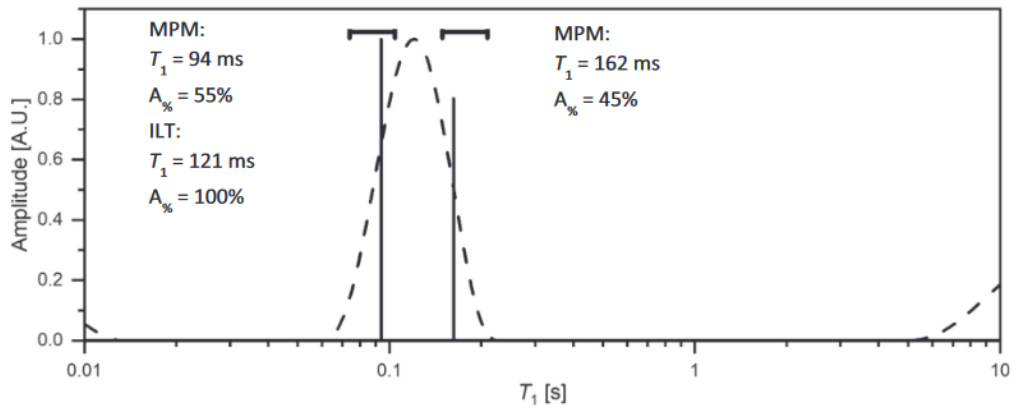 MPM:
T₁ = 94 ms
A% = 55%
ILT:
T₁ = 121 ms
A% = 100%
MPM:
T₁ = 162 ms
A% = 45%
Amplitude [A.U.]
1.0
0.8
0.6
0.4
0.2
0.0
0.01
0.1
1
10
T₁ [s]